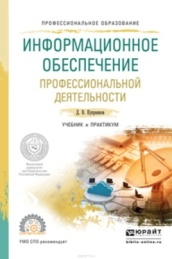 ПРОФЕССИОНАЛЬНОЕ ОБРАЗОВАНИЕ
ИНФОРМАЦИОННОЕ
ОБЕСПЕЧЕНИЕ
ПРОФЕССИОНАЛЬНОЙ
ДЕЯТЕЛЬНОСТИ
Д. В. Куприянов
УЧЕБНИК и ПРАКТИКУМ
УМО СПО рекомендует
юрайт